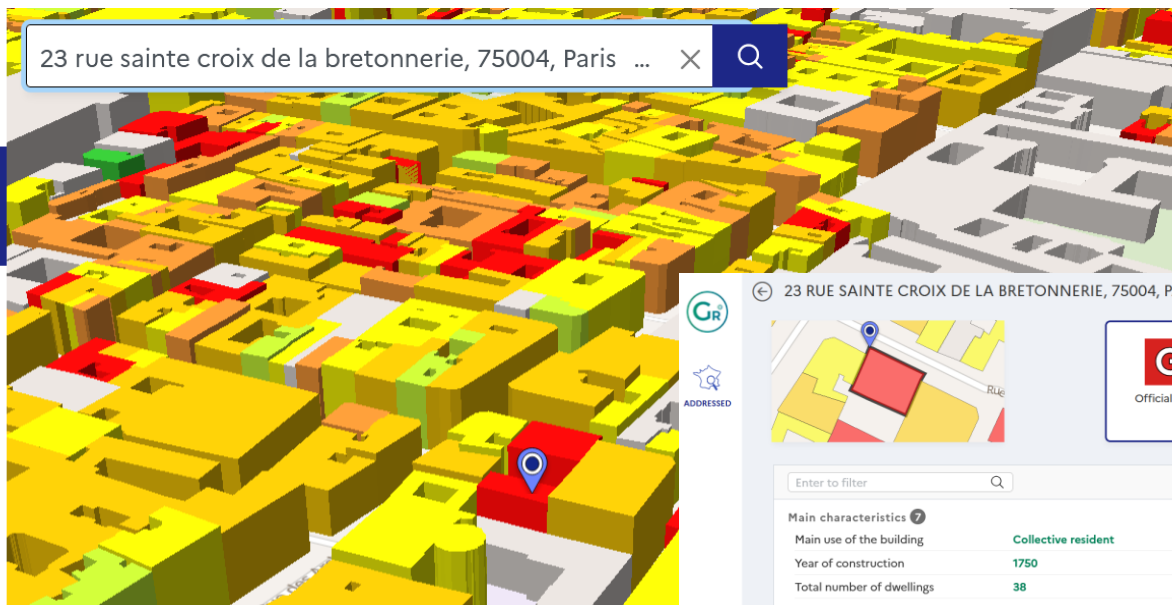 23 rue sainte croix de la bretonnerie, 75004, Paris ...
GR
23 RUE SAINTE CROIX DE LA BRETONNERIE, 75004, P
ADDRESSED
Rue
G
Official
Enter to filter
Main characteristics 7
Main use of the building Collective resident
Year of construction 1750
Total number of dwellings 38